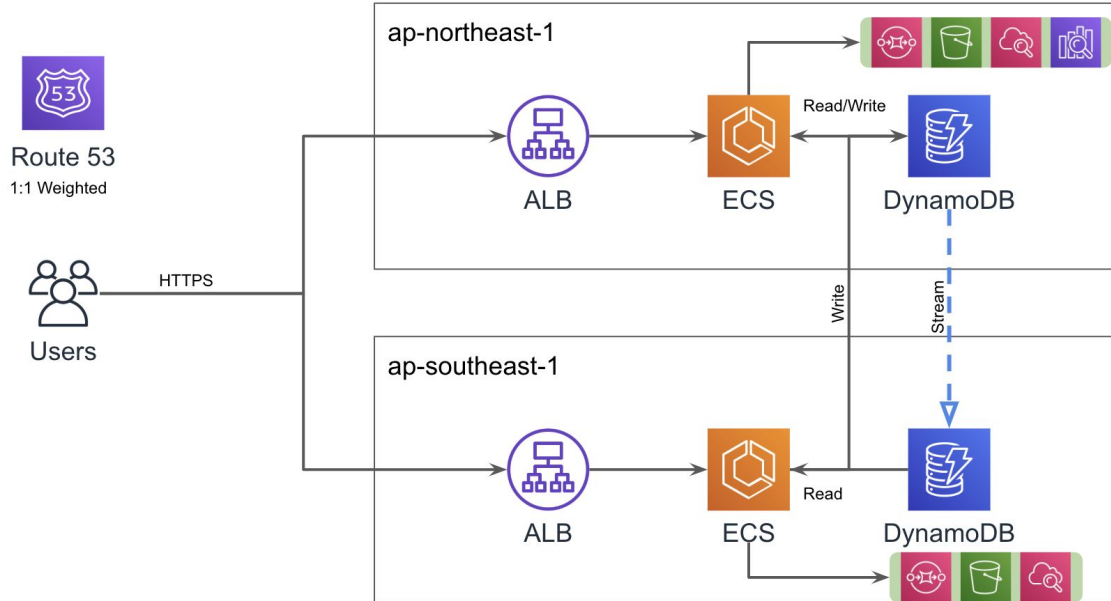 ap-northeast-1
53
Route 53
1:1 Weighted
Read/Write
ALB
ECS
DynamoDB
HTTPS
Users
Write
Stream
ap-southeast-1
Read
ALB
ECS
DynamoDB